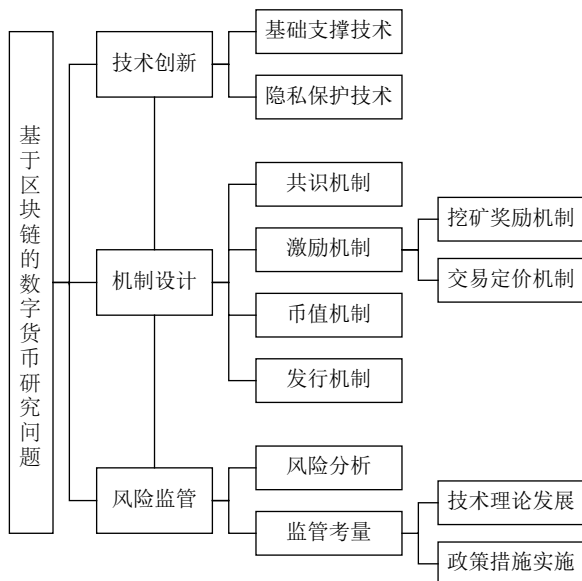 基于区块链的数字货币研究问题
技术创新
基础支撑技术
隐私保护技术
机制设计
共识机制
激励机制
挖矿奖励机制
交易定价机制
币值机制
发行机制
风险监管
风险分析
监管考量
技术理论发展
政策措施实施